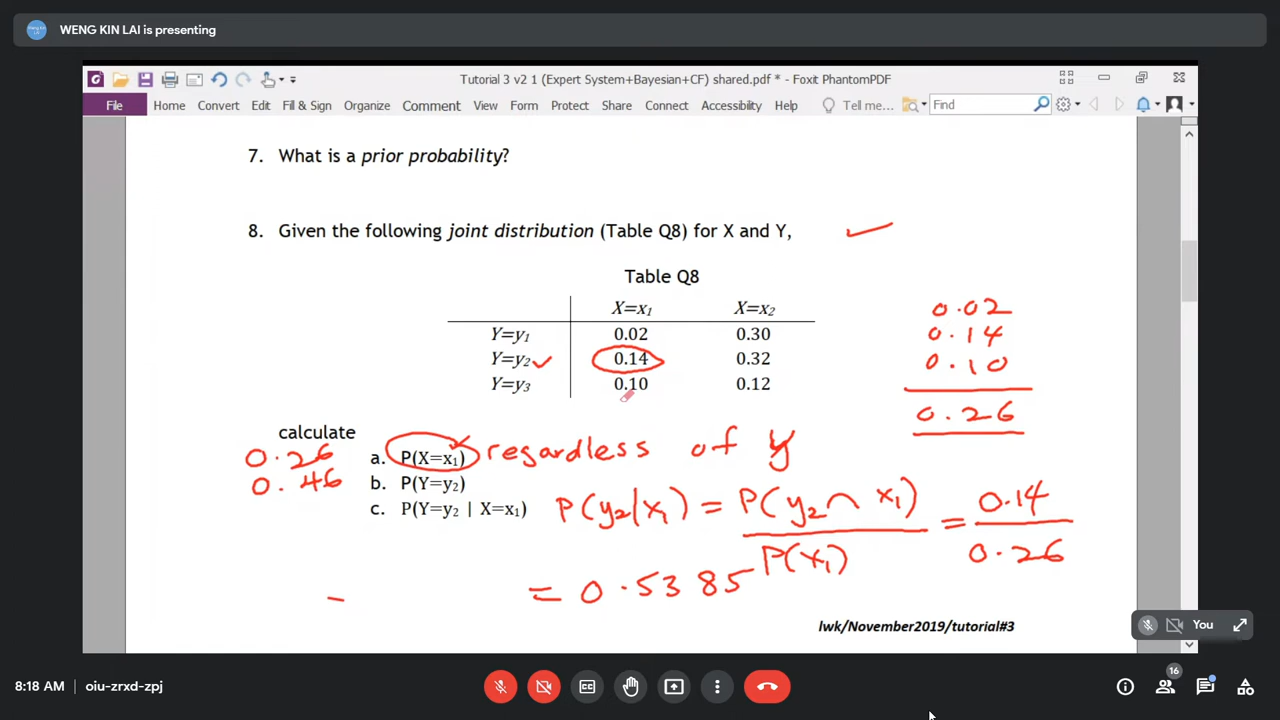 WENG KIN LAI is presenting
Tutorial 3 v2 1 (Expert System+Bayesian+CF) shared.pdf * - Foxit PhantomPDF
File Home Convert Edit Fill & Sign Organize Comment View Form Protect Share Connect Accessibility Help Tell me... Find
7. What is a prior probability?
8. Given the following joint distribution (Table Q8) for X and Y,
Table Q8
X=x1 X=x2
Y=y1 0.02 0.30
Y=y2 0.14 0.32
Y=y3 0.10 0.12
0.02
0.14
0.10
0.26
calculate
0.26 a. P(X=x1) regardless of y
0.46 b. P(Y=y2)
c. P(Y=y2 | X=x1)
P(y2|x1) = P(y2 ∩ x1) / P(x1) = 0.14 / 0.26
= 0.5385
lwk/November2019/tutorial#3
You
8:18 AM oiu-zrxd-zpj
16